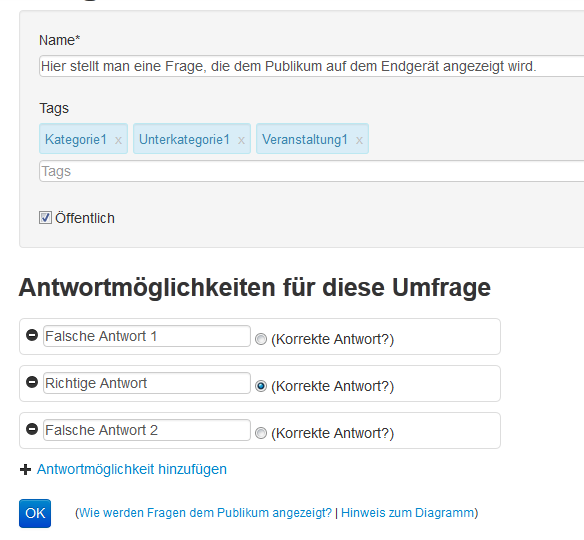 Name*
Hier stellt man eine Frage, die dem Publikum auf dem Endgerät angezeigt wird.
Tags
Kategorie1 x Unterkategorie1 x Veranstaltung1 x
Tags
Öffentlich
Antwortmöglichkeiten für diese Umfrage
Falsche Antwort 1 (Korrekte Antwort?)
Richtige Antwort (Korrekte Antwort?)
Falsche Antwort 2 (Korrekte Antwort?)
Antwortmöglichkeit hinzufügen
OK (Wie werden Fragen dem Publikum angezeigt? | Hinweis zum Diagramm)